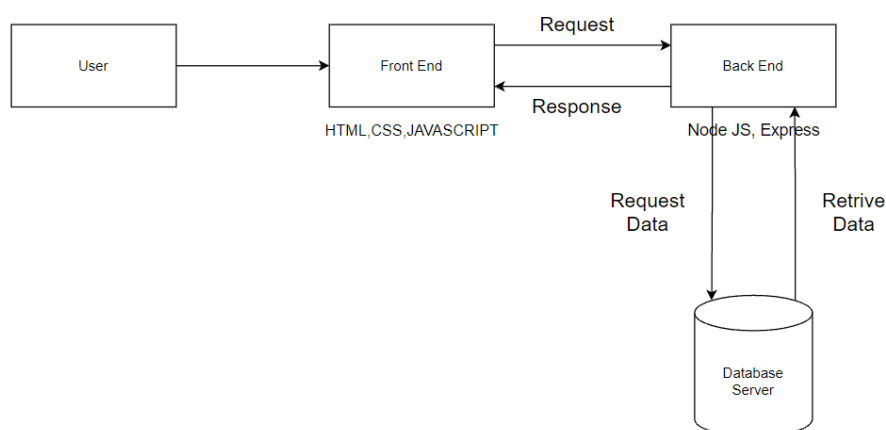 Request
User
Front End
Back End
Response
HTML,CSS,JAVASCRIPT
Node JS, Express
Request
Data
Retrive
Data
Database
Server